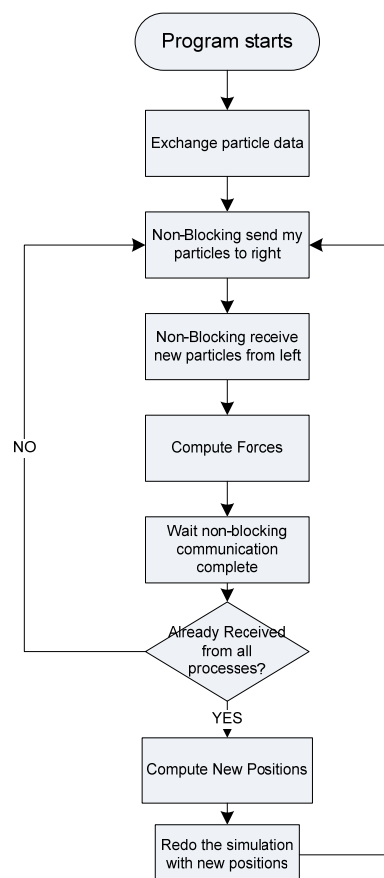 Program starts
Exchange particle data
Non-Blocking send my
particles to right
Non-Blocking receive
new particles from left
NO
Compute Forces
Wait non-blocking
communication
complete
Already Received
from all
processes?
YES
Compute New Positions
Redo the simulation
with new positions